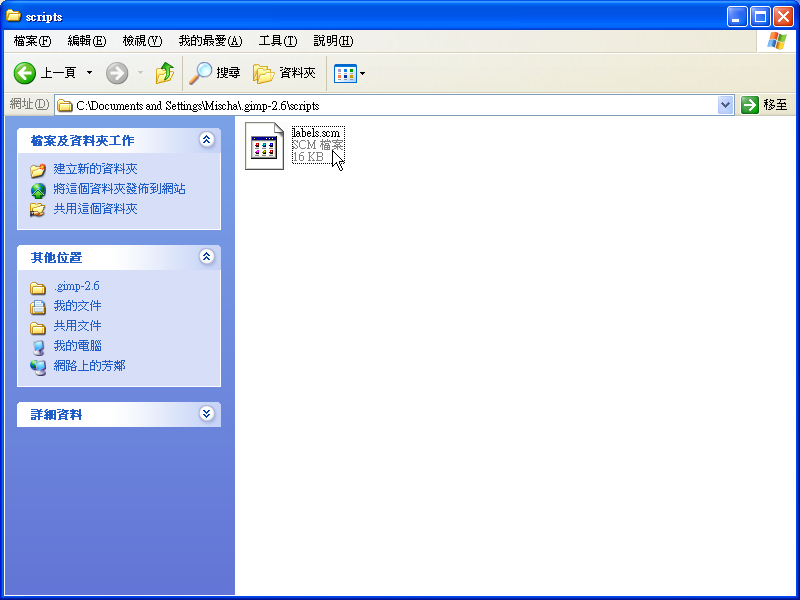 scripts
檔案(F) 編輯(E) 檢視(V) 我的最愛(A) 工具(T) 說明(H)
上一頁 搜尋 資料夾
網址(D) C:\Documents and Settings\Mischa\.gimp-2.6\scripts 移至
檔案及資料夾工作
建立新的資料夾
將這個資料夾發佈到網站
共用這個資料夾
其他位置
.gimp-2.6
我的文件
共用文件
我的電腦
網路上的芳鄰
詳細資料
labels.scm
SCM 檔案
16 KB